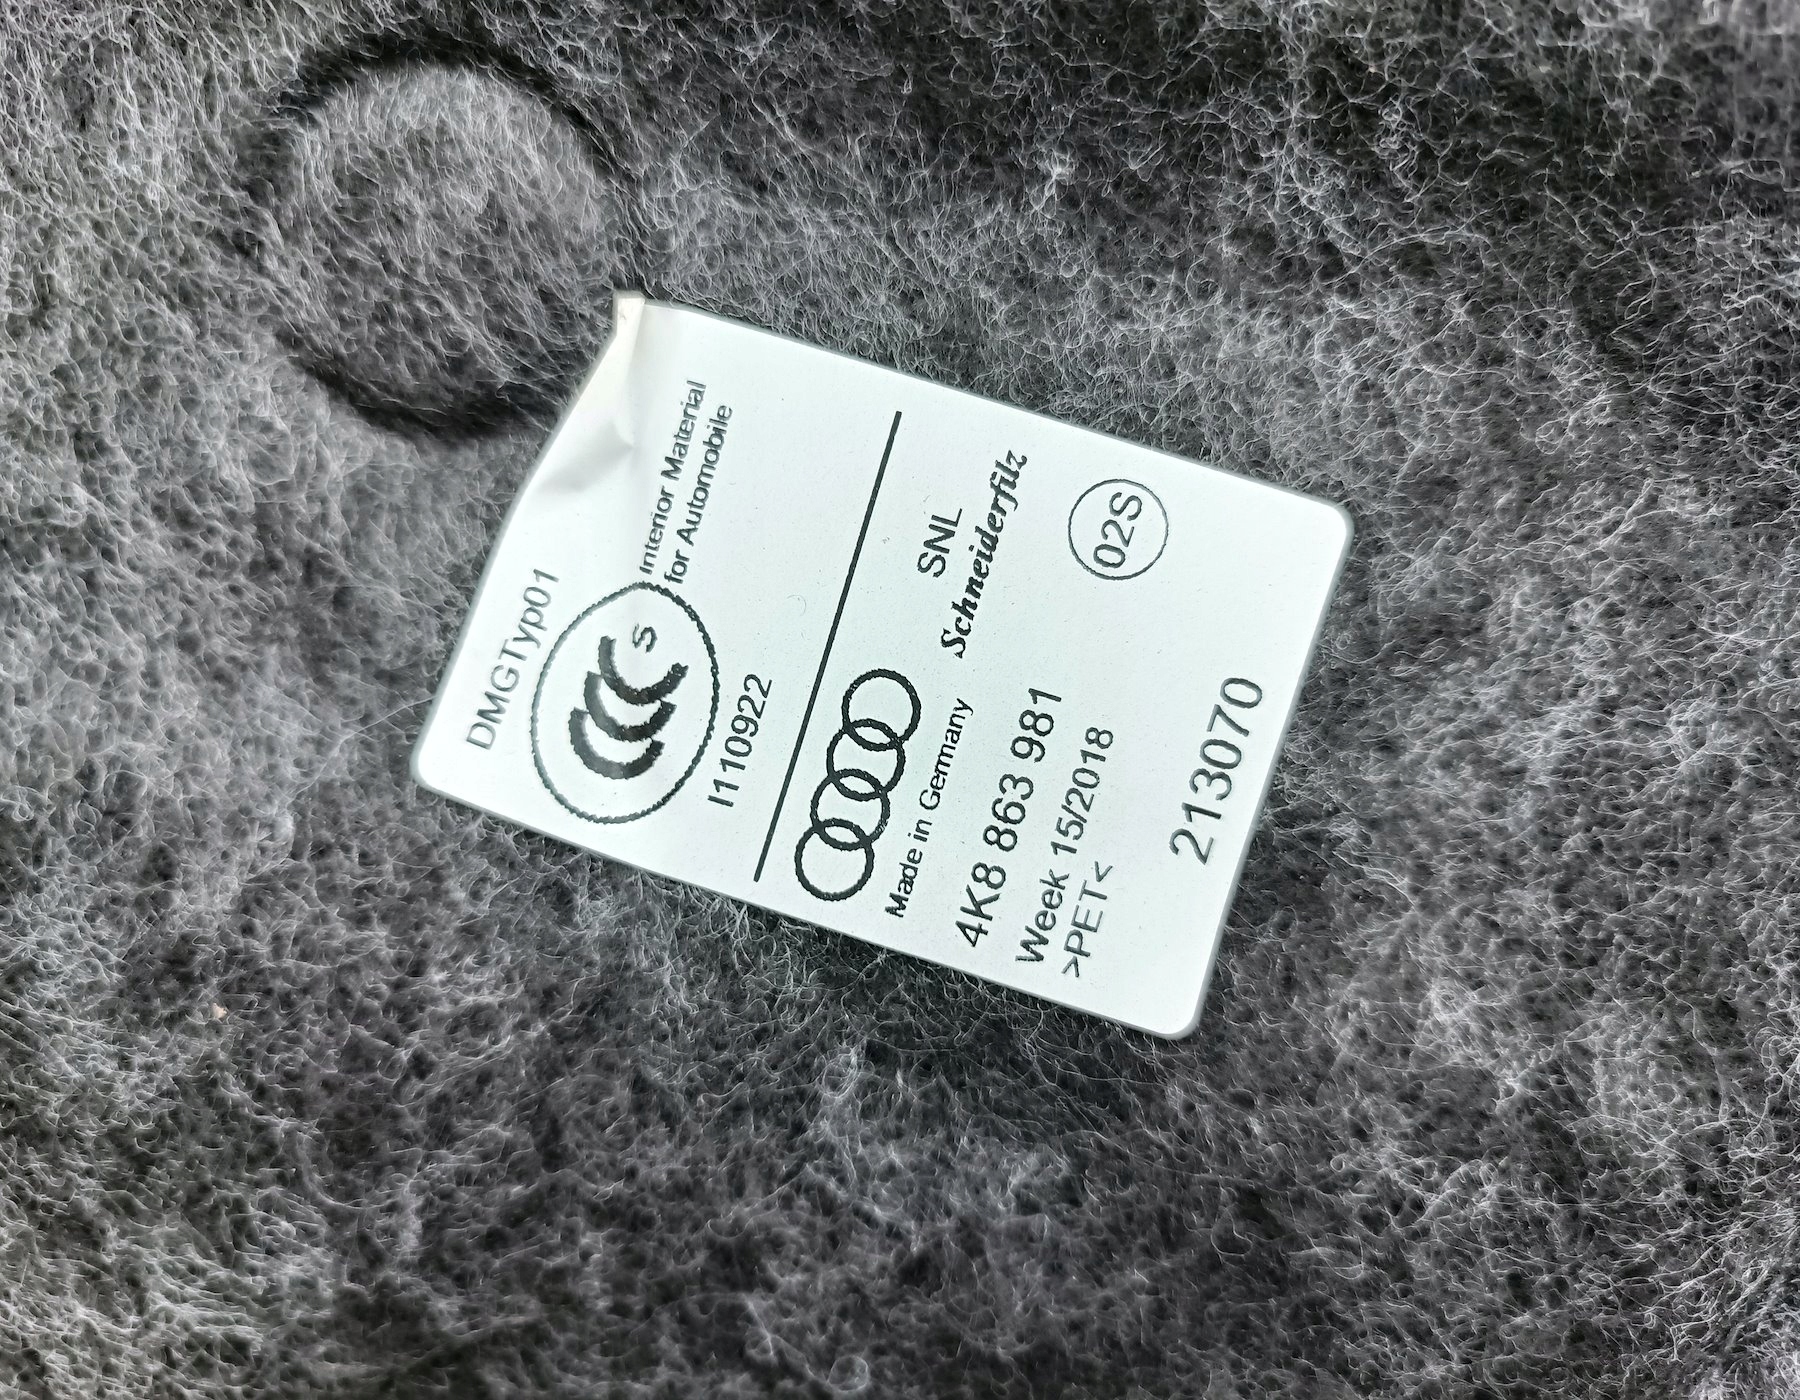 DMGTyp01
CCC S
Interior Material
for Automobile
I110922
SNL
Made in Germany
Schneiderfilz
4K8 863 981
Week 15/2018
>PET<
02S
213070